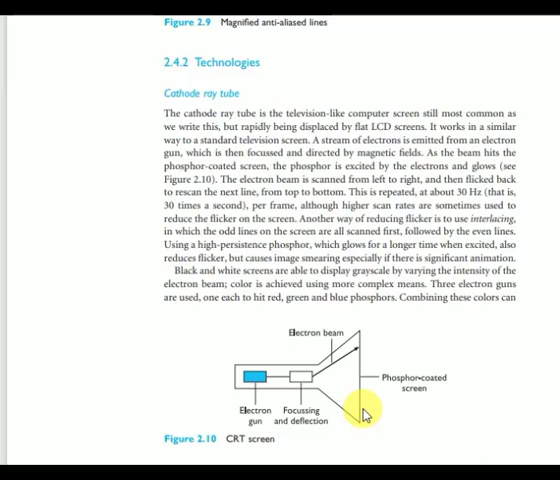 Figure 2.9 Magnified anti-aliased lines
2.4.2 Technologies
Cathode ray tube
The cathode ray tube is the television-like computer screen still most common as
we write this, but rapidly being displaced by flat LCD screens. It works in a similar
way to a standard television screen. A stream of electrons is emitted from an electron
gun, which is then focussed and directed by magnetic fields. As the beam hits the
phosphor-coated screen, the phosphor is excited by the electrons and glows (see
Figure 2.10). The electron beam is scanned from left to right, and then flicked back
to rescan the next line, from top to bottom. This is repeated, at about 30 Hz (that is,
30 times a second), per frame, although higher scan rates are sometimes used to
reduce the flicker on the screen. Another way of reducing flicker is to use interlacing,
in which the odd lines on the screen are all scanned first, followed by the even lines.
Using a high-persistence phosphor, which glows for a longer time when excited, also
reduces flicker, but causes image smearing especially if there is significant animation.
Black and white screens are able to display grayscale by varying the intensity of the
electron beam; color is achieved using more complex means. Three electron guns
are used, one each to hit red, green and blue phosphors. Combining these colors can
Electron beam
Phosphor-coated
screen
Electron
gun
Focussing
and deflection
Figure 2.10 CRT screen